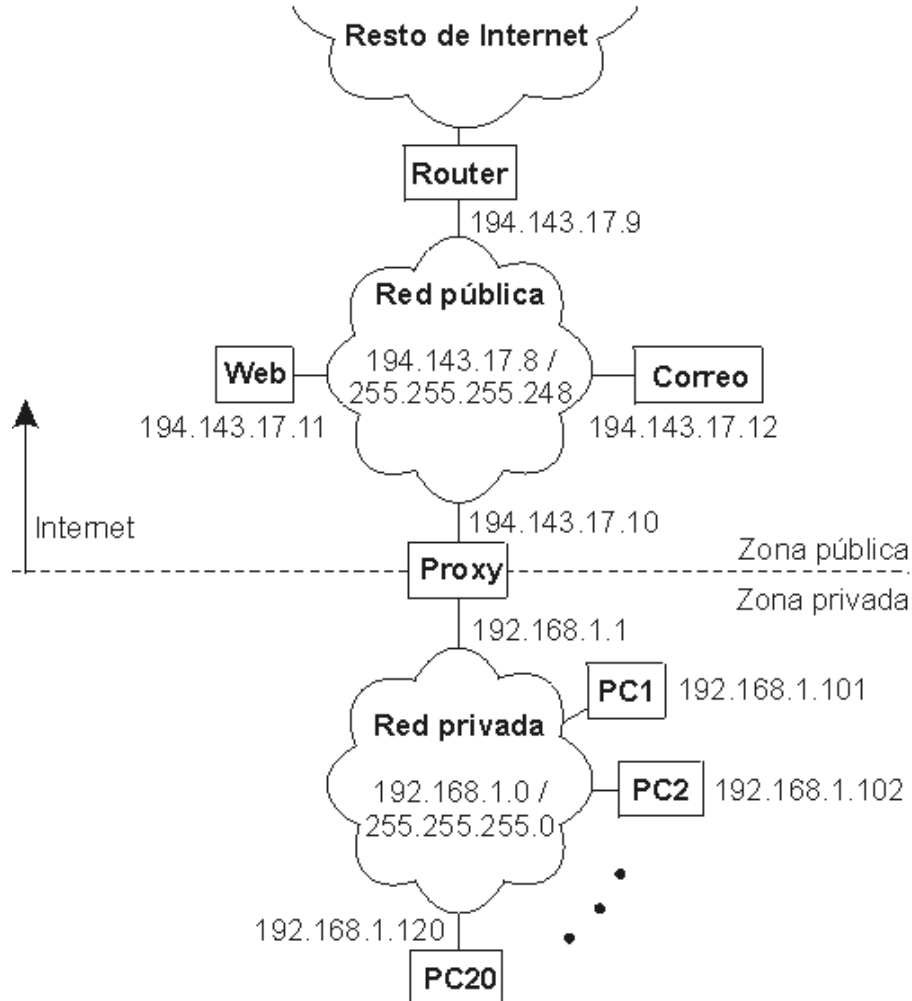 Resto de Internet
Router
194.143.17.9
Red pública
194.143.17.8 /
255.255.255.248
Web
194.143.17.11
Correo
194.143.17.12
Internet
194.143.17.10
Proxy
Zona pública
Zona privada
192.168.1.1
PC1 192.168.1.101
Red privada
192.168.1.0 /
255.255.255.0
PC2 192.168.1.102
192.168.1.120
PC20